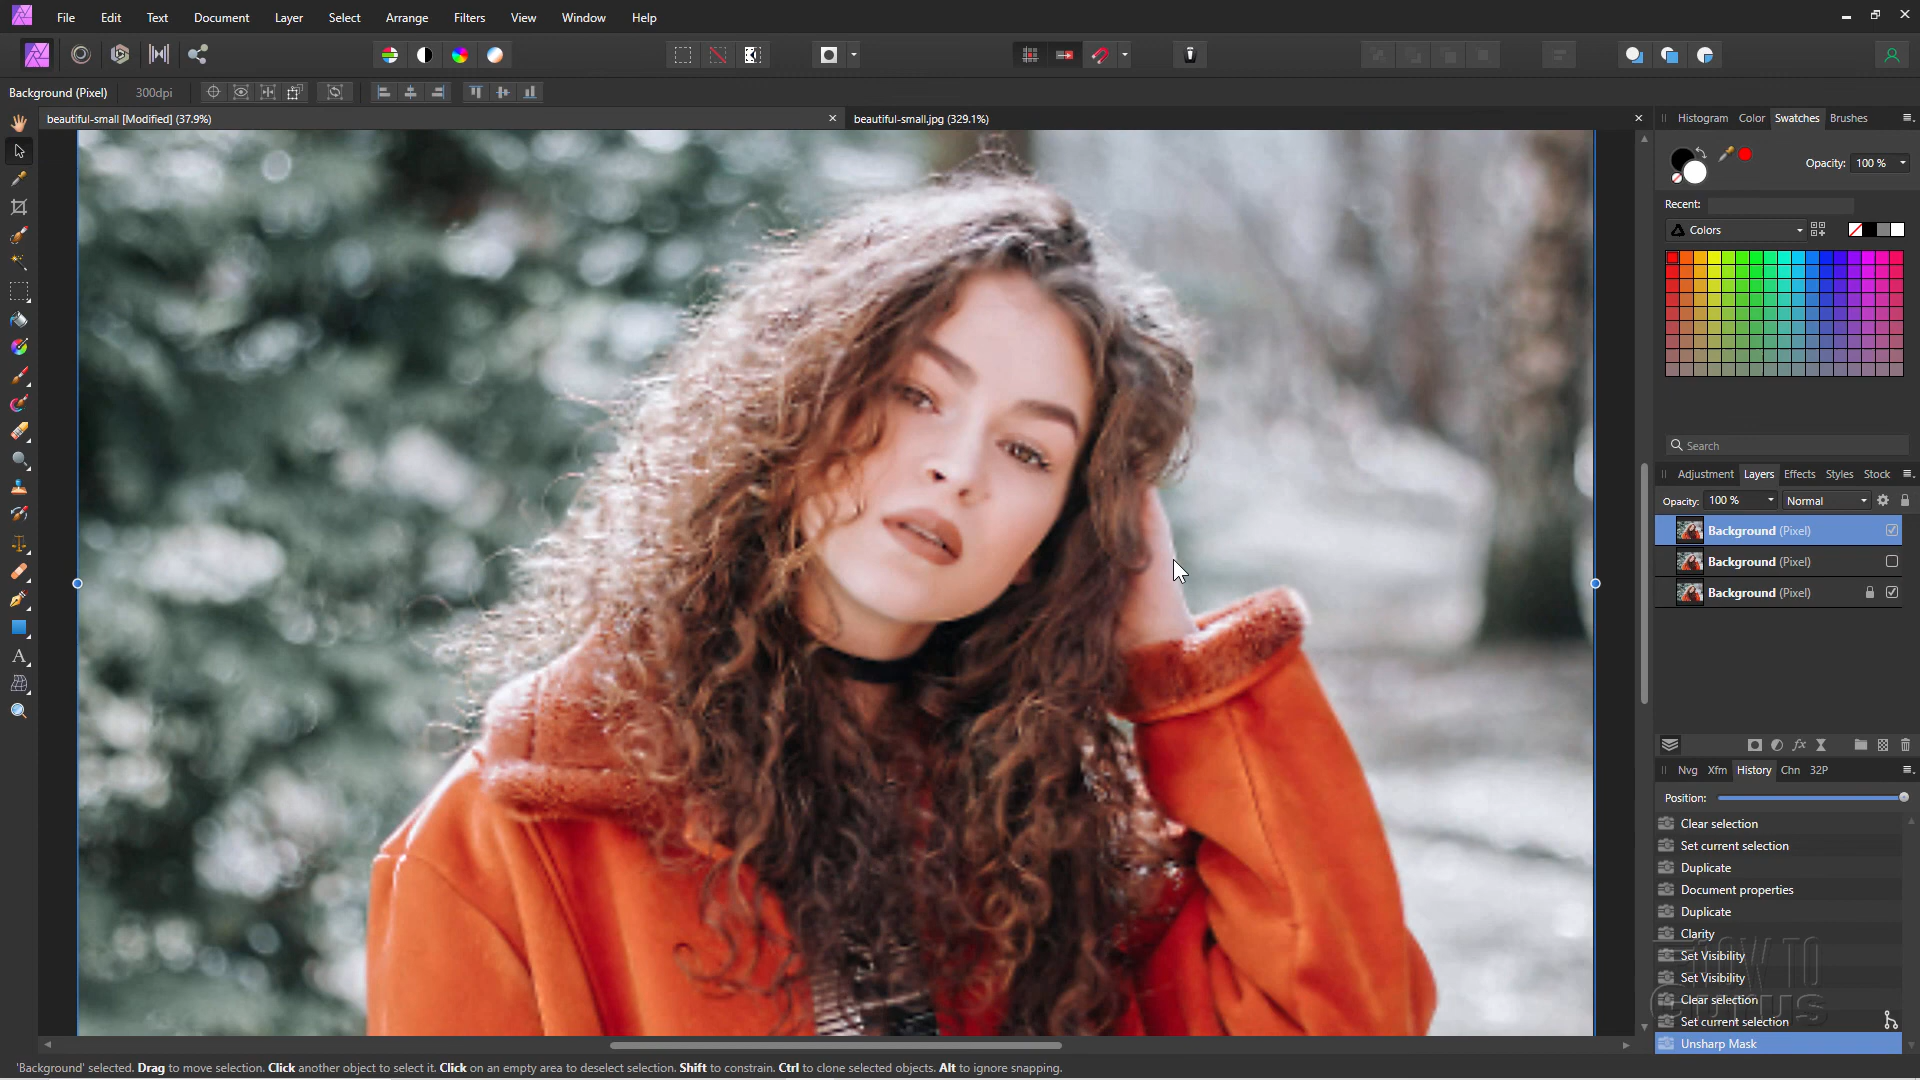 File Edit Text Document Layer Select Arrange Filters View Window Help
Background (Pixel) 300dpi
beautiful-small [Modified] (37.9%)
beautiful-small.jpg (329.1%)
Histogram Color Swatches Brushes
Opacity: 100 %
Recent:
Colors
Search
Adjustment Layers Effects Styles Stock
Opacity: 100 % Normal
Background (Pixel)
Background (Pixel)
Background (Pixel)
Nvg Xfm History Chn 32P
Position:
Clear selection
Set current selection
Duplicate
Document properties
Duplicate
Clarity
Set Visibility
Set Visibility
Clear selection
Set current selection
Unsharp Mask
HOW TO
GURUS
'Background' selected. Drag to move selection. Click another object to select it. Click on an empty area to deselect selection. Shift to constrain. Ctrl to clone selected objects. Alt to ignore snapping.